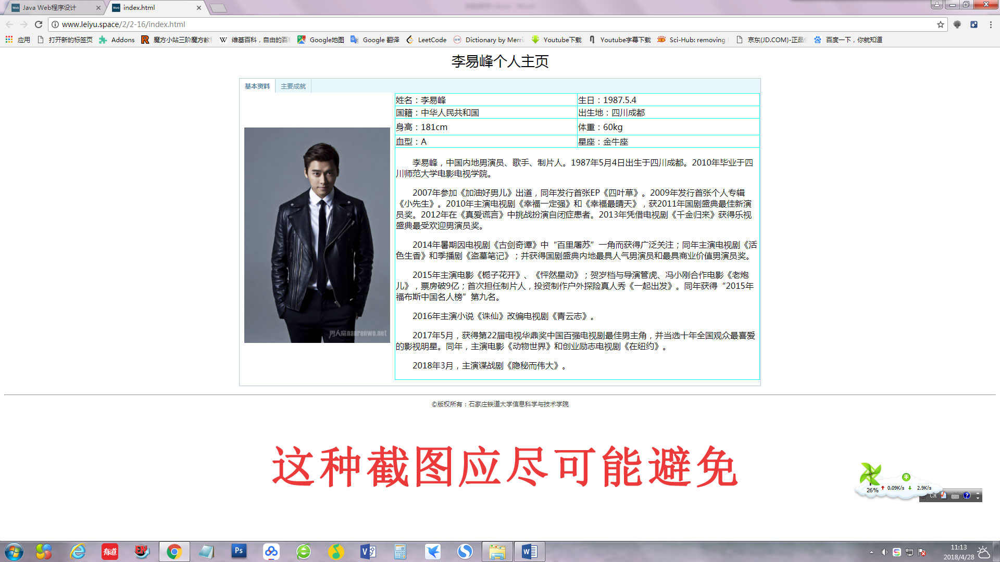 Java Web程序设计
index.html
www.leiyu.space/2/2-16/index.html
应用 打开新的标签页 Addons 魔方小站三阶魔方教 维基百科，自由的百 Google地图 Google 翻译 LeetCode Dictionary by Merri Youtube下载 Youtube字幕下载 Sci-Hub: removing 京东(JD.COM)-正品 百度一下，你就知道
李易峰个人主页
基本资料 主要成就
姓名：李易峰 生日：1987.5.4
国籍：中华人民共和国 出生地：四川成都
身高：181cm 体重：60kg
血型：A 星座：金牛座
李易峰，中国内地男演员、歌手、制片人。1987年5月4日出生于四川成都。2010年毕业于四
川师范大学电影电视学院。
2007年参加《加油好男儿》出道，同年发行首张EP《四叶草》。2009年发行首张个人专辑
《小先生》。2010年主演电视剧《幸福一定强》和《幸福最晴天》，获2011年国剧盛典最佳新演
员奖。2012年在《真爱谎言》中挑战扮演自闭症患者。2013年凭借电视剧《千金归来》获得乐视
盛典最受欢迎男演员奖。
2014年暑期因电视剧《古剑奇谭》中“百里屠苏”一角而获得广泛关注；同年主演电视剧《活
色生香》和季播剧《盗墓笔记》；并获得国剧盛典内地最具人气男演员和最具商业价值男演员奖。
2015年主演电影《栀子花开》、《怦然星动》；贺岁档与导演管虎、冯小刚合作电影《老炮
儿》，票房破9亿；首次担任制片人，投资制作户外探险真人秀《一起出发》。同年获得“2015年
福布斯中国名人榜”第九名。
2016年主演小说《诛仙》改编电视剧《青云志》。
2017年5月，获得第22届电视华鼎奖中国百强电视剧最佳男主角，并当选十年全国观众最喜爱
的影视明星。同年，主演电影《动物世界》和创业励志电视剧《在纽约》。
2018年3月，主演谍战剧《隐秘而伟大》。
男人窝nanrenwo.net
©版权所有：石家庄铁道大学信息科学与技术学院
这种截图应尽可能避免
26% 0.09K/s 2.9K/s
CH
有道
Ps
11:13
2018/4/28